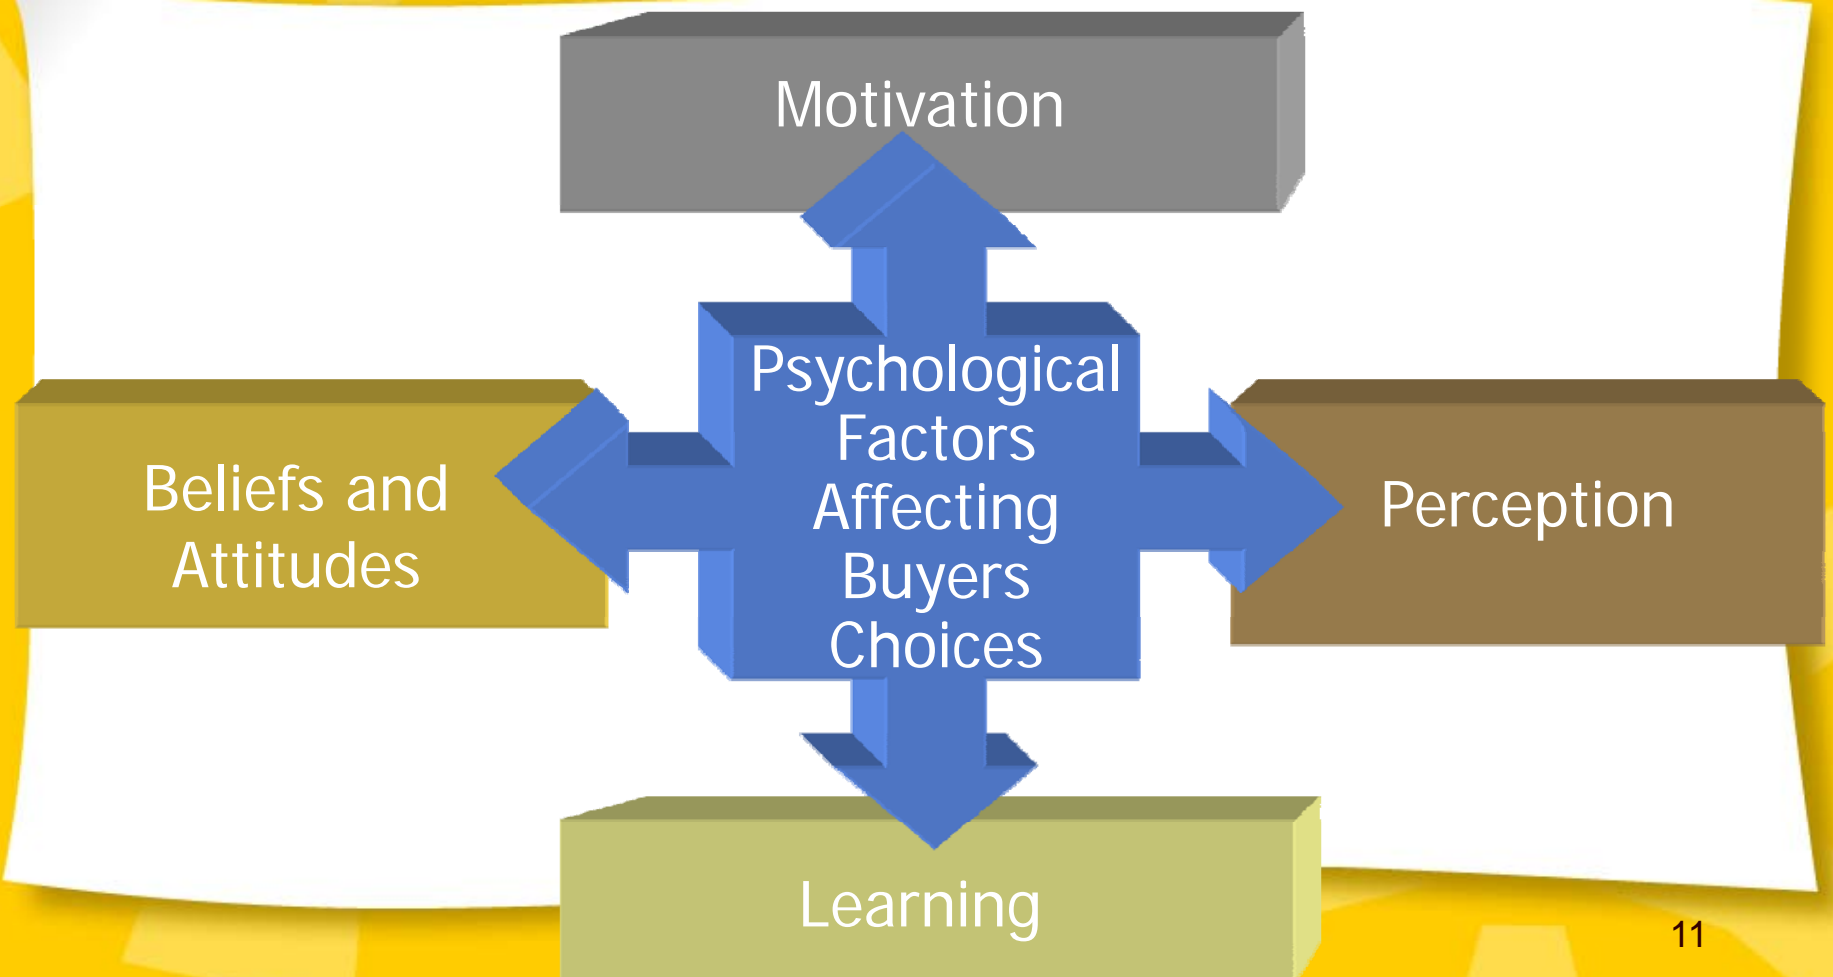 Motivation
Psychological
Factors
Affecting
Buyers
Choices
Beliefs and
Attitudes
Perception
Learning
11